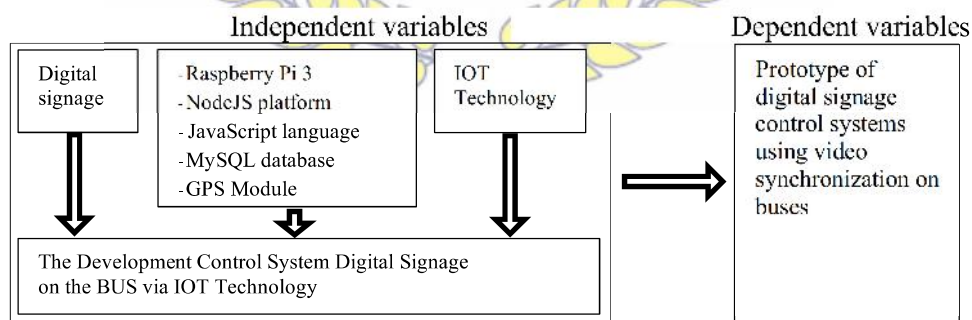 Independent variables
Dependent variables
Digital
signage
-Raspberry Pi 3
-NodeJS platform
-JavaScript language
-MySQL database
-GPS Module
IOT
Technology
The Development Control System Digital Signage
on the BUS via IOT Technology
Prototype of
digital signage
control systems
using video
synchronization on
buses